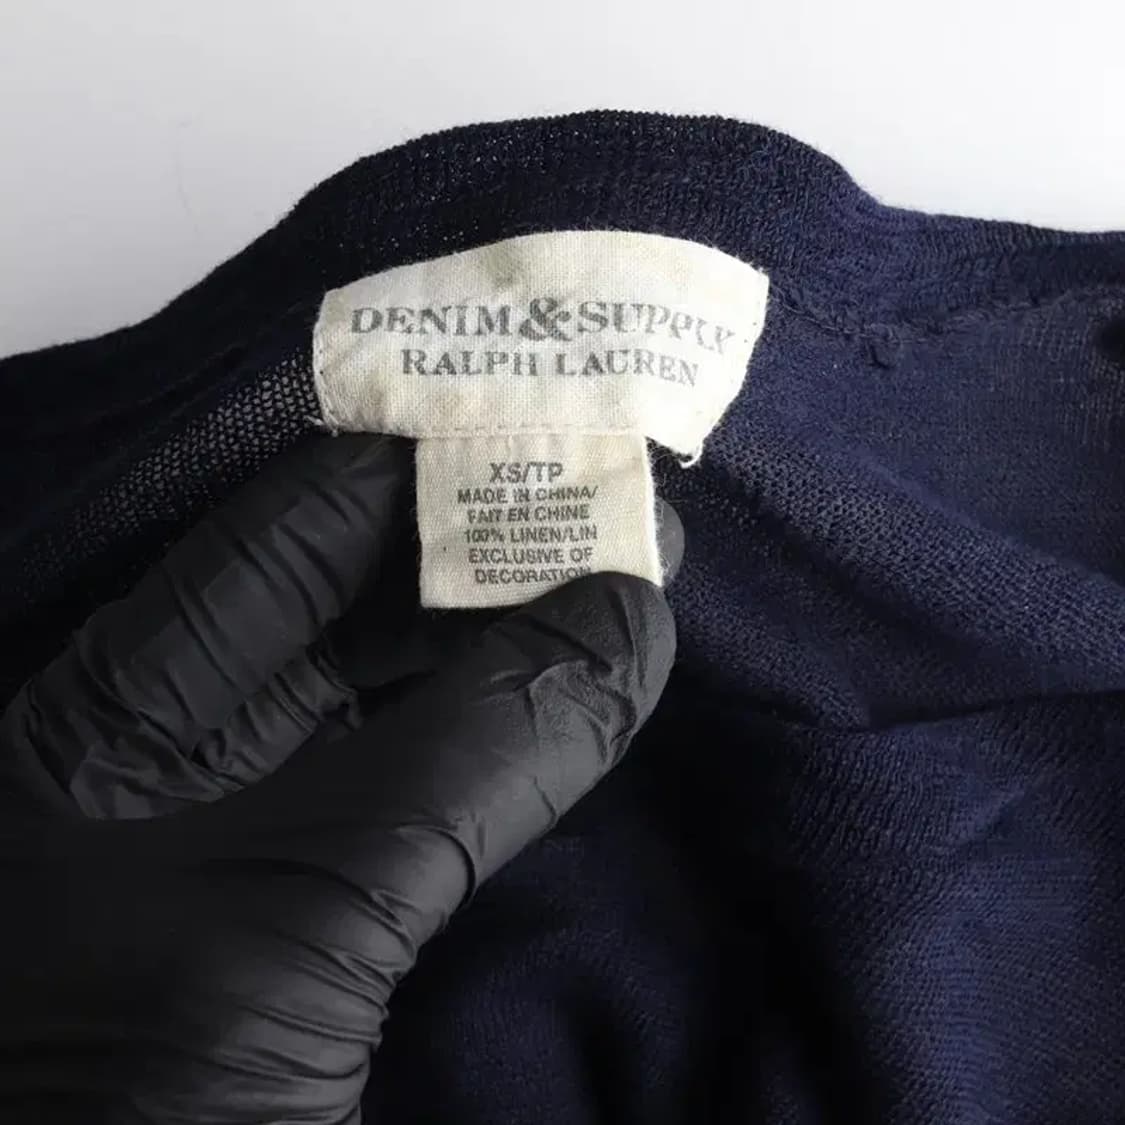 DENIM & SUPPLY
RALPH LAUREN
XS/TP
MADE IN CHINA/
FAIT EN CHINE
100% LINEN/LIN
EXCLUSIVE OF
DECORATION